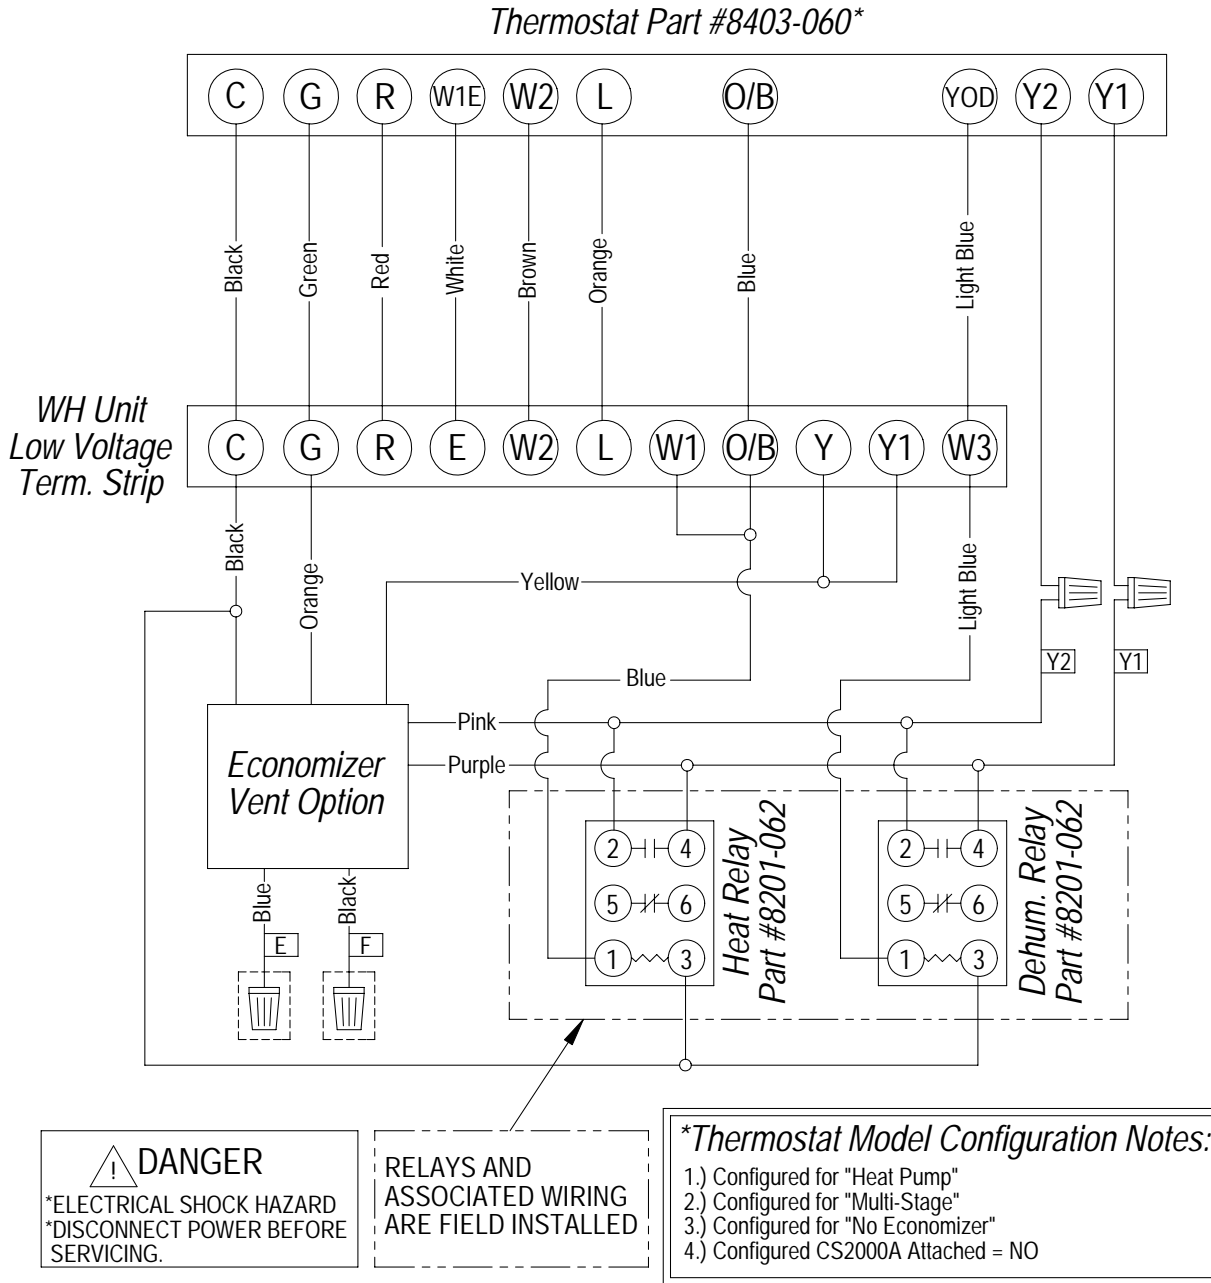 Thermostat Part #8403-060*
C G R W1E W2 L O/B YOD Y2 Y1
Black
Green
Red
White
Brown
Orange
Blue
Light Blue
WH Unit
Low Voltage
Term. Strip
C G R E W2 L W1 O/B Y Y1 W3
Black
Orange
Yellow
Light Blue
Blue
Y2
Y1
Pink
Purple
Economizer
Vent Option
Blue
Black
E
F
2 4
5 6
1 3
Heat Relay
Part #8201-062
2 4
5 6
1 3
Dehum. Relay
Part #8201-062
! DANGER
*ELECTRICAL SHOCK HAZARD
*DISCONNECT POWER BEFORE
SERVICING.
RELAYS AND
ASSOCIATED WIRING
ARE FIELD INSTALLED
*Thermostat Model Configuration Notes:
1.) Configured for "Heat Pump"
2.) Configured for "Multi-Stage"
3.) Configured for "No Economizer"
4.) Configured CS2000A Attached = NO